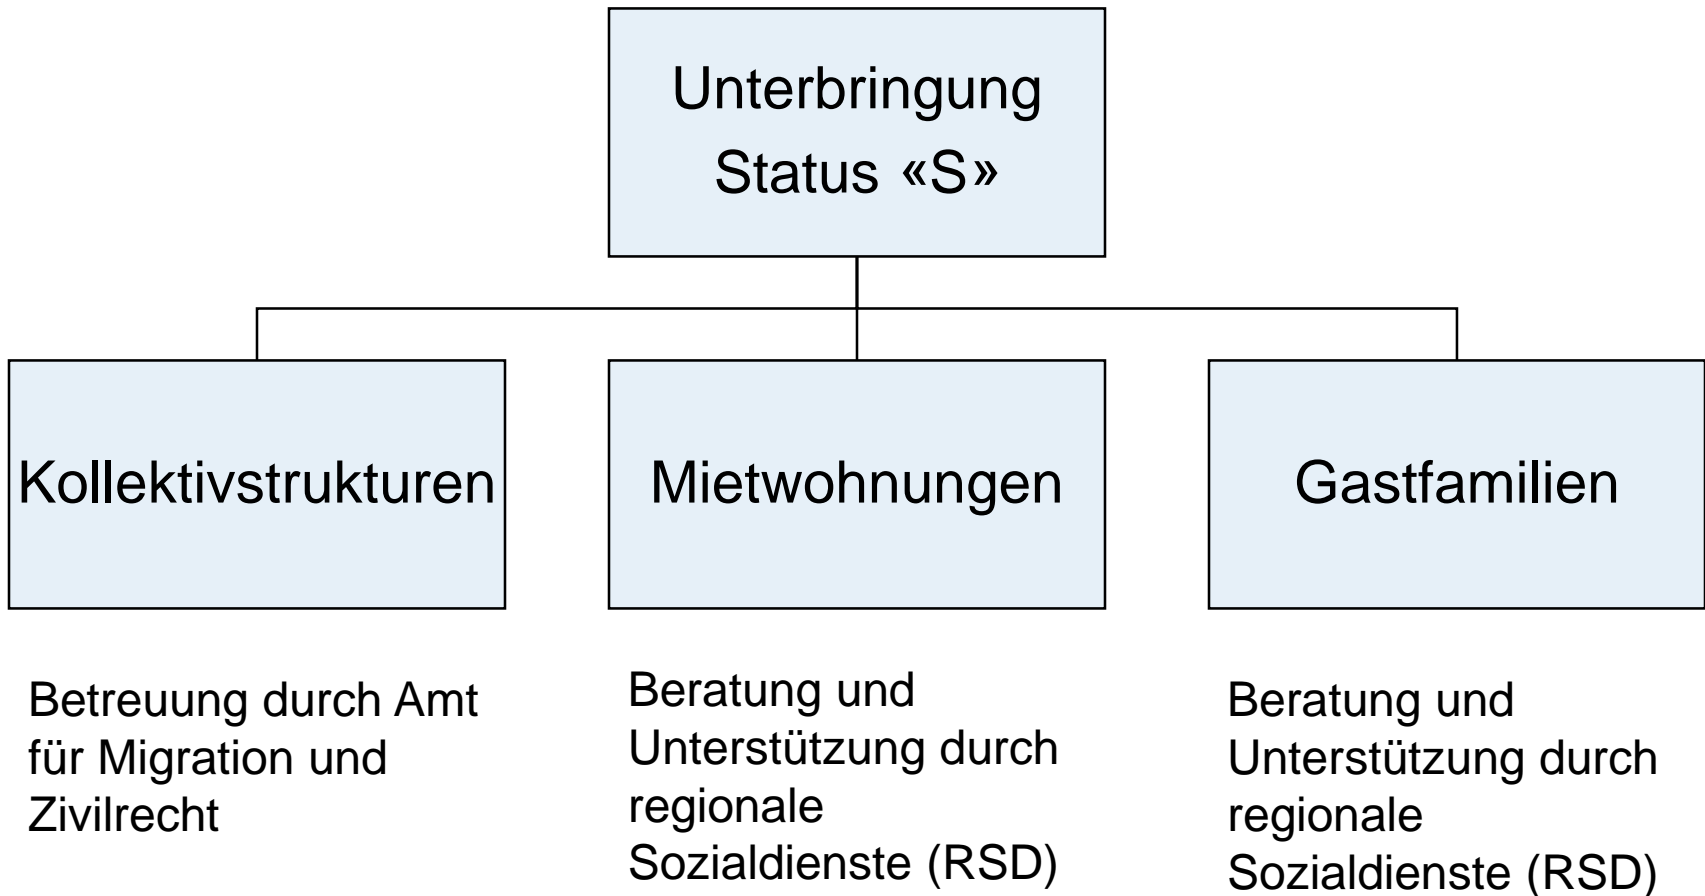 Unterbringung
Status «S»
Kollektivstrukturen
Mietwohnungen
Gastfamilien
Betreuung durch Amt
für Migration und
Zivilrecht
Beratung und
Unterstützung durch
regionale
Sozialdienste (RSD)
Beratung und
Unterstützung durch
regionale
Sozialdienste (RSD)